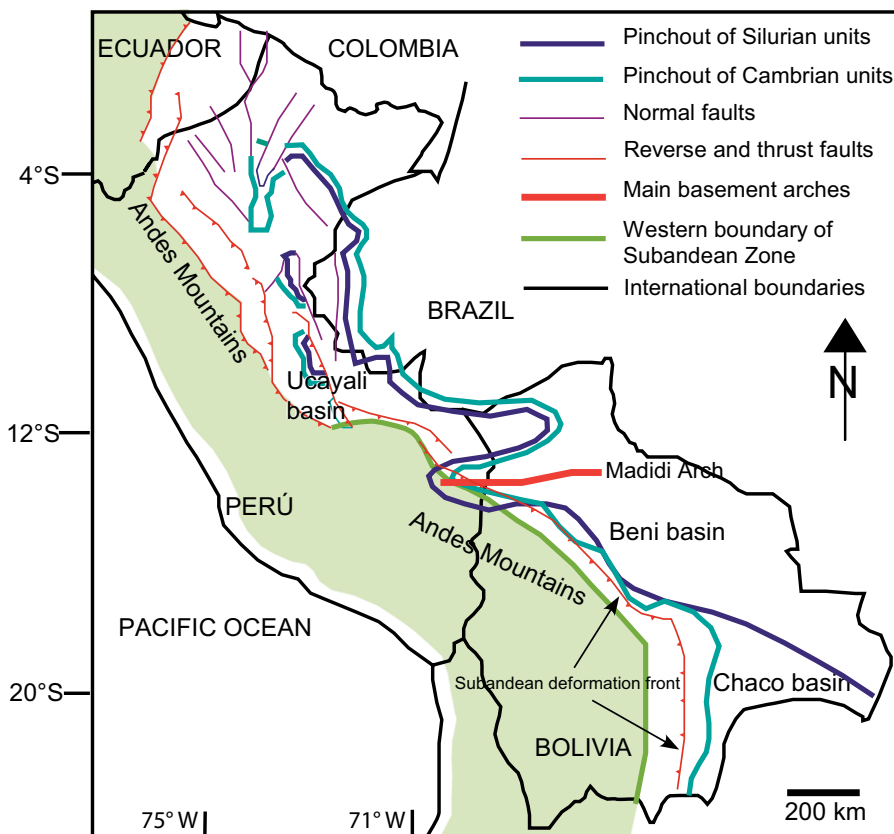 ECUADOR
COLOMBIA
Pinchout of Silurian units
Pinchout of Cambrian units
Normal faults
Reverse and thrust faults
Main basement arches
Western boundary of
Subandean Zone
International boundaries
4°S
Andes Mountains
BRAZIL
N
Ucayali
basin
12°S
Madidi Arch
PERÚ
Beni basin
Andes Mountains
PACIFIC OCEAN
Subandean deformation front
Chaco basin
20°S
BOLIVIA
200 km
75° W
71° W